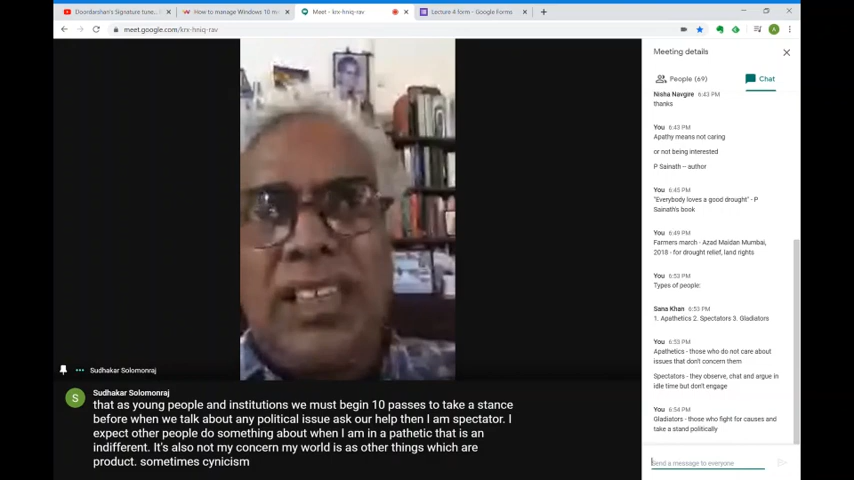 Doordarshan's Signature tune...
How to manage Windows 10 n
Meet - krx-hniq-rav
Lecture 4 form - Google Forms
meet.google.com/krx-hniq-rav
A
Meeting details
People (69)
Chat
Nisha Navgire 6:43 PM
thanks
You 6:43 PM
Apathy means not caring
or not being interested
P Sainath – author
You 6:45 PM
"Everybody loves a good drought" - P
Sainath's book
You 6:49 PM
Farmers march - Azad Maidan Mumbai,
2018 - for drought relief, land rights
You 6:53 PM
Types of people:
Sana Khan 6:53 PM
1. Apathetics 2. Spectators 3. Gladiators
You 6:53 PM
Apathetics - those who do not care about
issues that don't concern them
Spectators - they observe, chat and argue in
idle time but don't engage
You 6:54 PM
Gladiators - those who fight for causes and
take a stand politically
Send a message to everyone
Sudhakar Solomonraj
S
Sudhakar Solomonraj
that as young people and institutions we must begin 10 passes to take a stance
before when we talk about any political issue ask our help then I am spectator. I
expect other people do something about when I am in a pathetic that is an
indifferent. It's also not my concern my world is as other things which are
product. sometimes cynicism